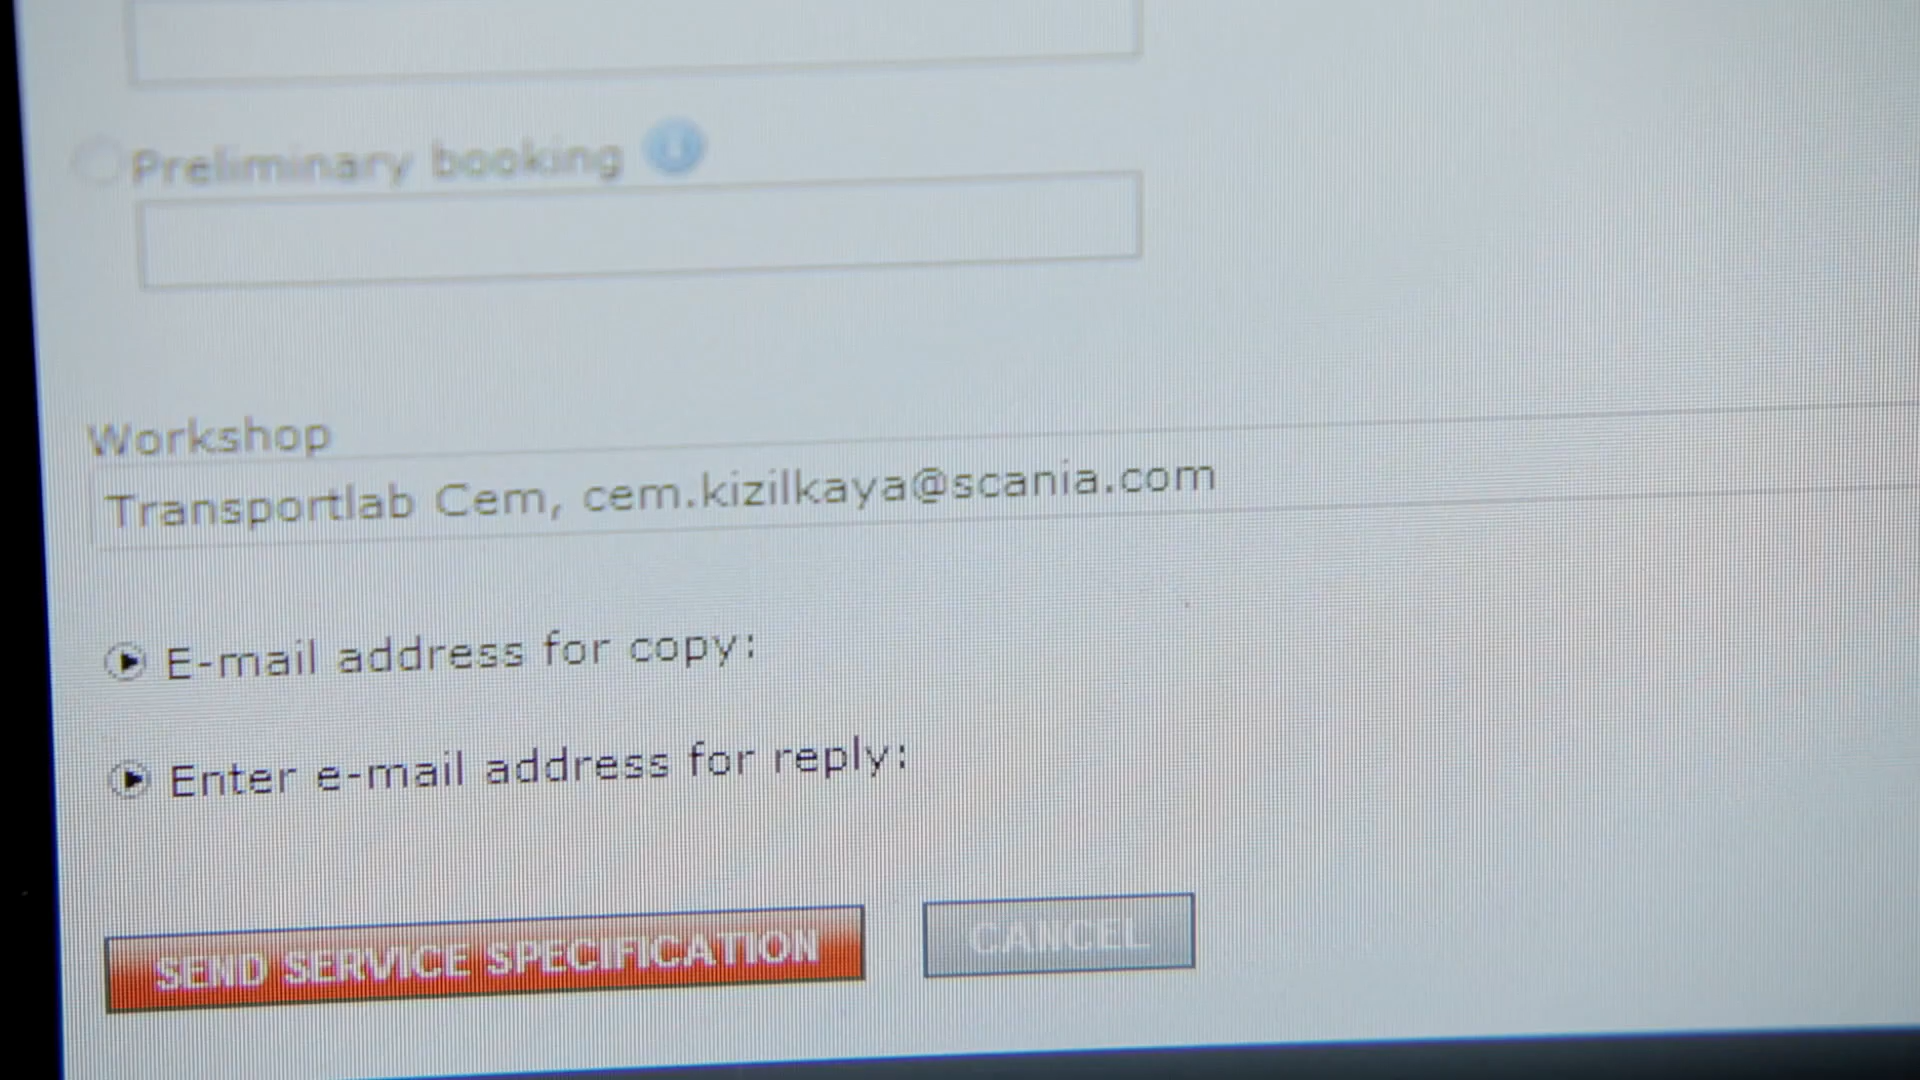 Preliminary booking
Workshop
Transportlab Cem, cem.kizilkaya@scania.com
E-mail address for copy:
Enter e-mail address for reply:
SEND SERVICE SPECIFICATION
CANCEL